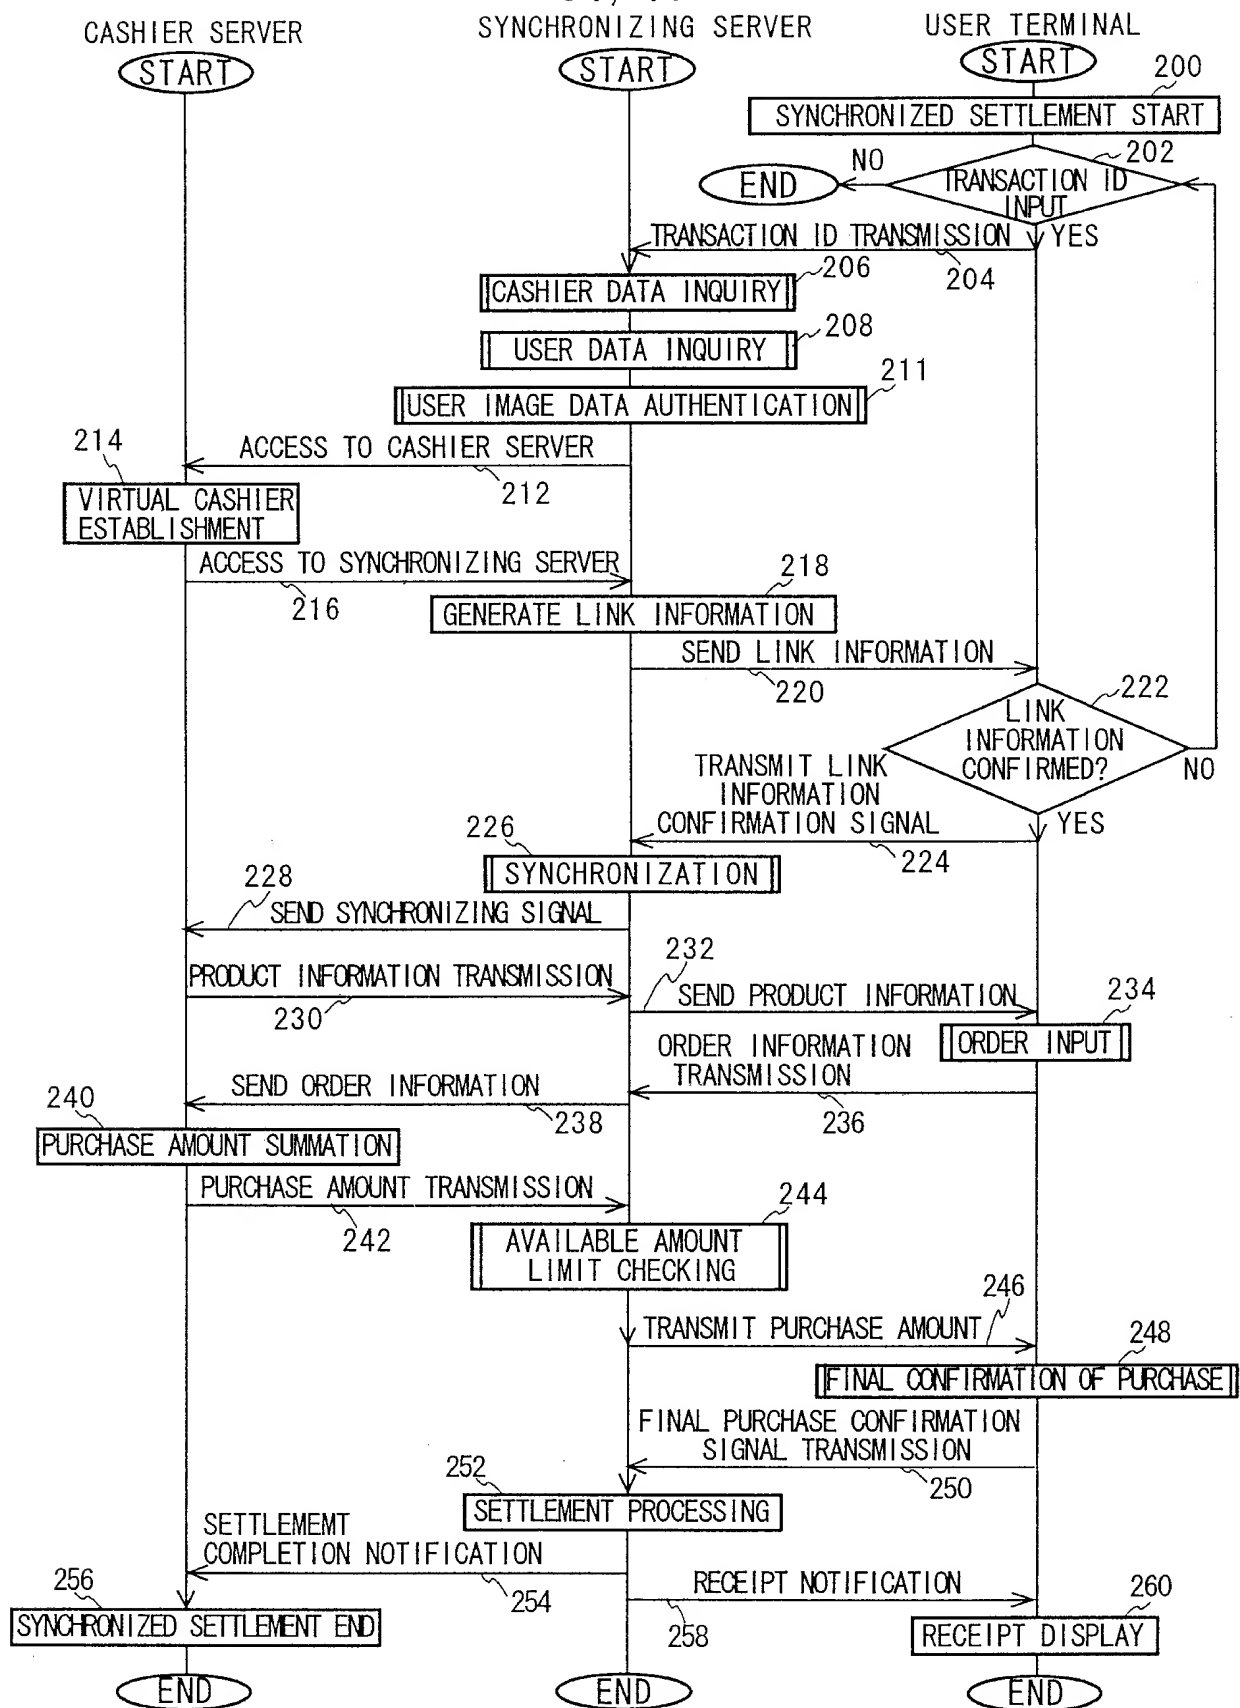 CASHIER SERVER
SYNCHRONIZING SERVER
USER TERMINAL
START
START
START
200
SYNCHRONIZED SETTLEMENT START
202
NO
END
TRANSACTION ID
INPUT
YES
TRANSACTION ID TRANSMISSION
204
206
CASHIER DATA INQUIRY
208
USER DATA INQUIRY
211
USER IMAGE DATA AUTHENTICATION
214
ACCESS TO CASHIER SERVER
212
VIRTUAL CASHIER
ESTABLISHMENT
ACCESS TO SYNCHRONIZING SERVER
216
218
GENERATE LINK INFORMATION
SEND LINK INFORMATION
220
222
LINK
INFORMATION
CONFIRMED?
NO
YES
TRANSMIT LINK
INFORMATION
CONFIRMATION SIGNAL
224
226
SYNCHRONIZATION
228
SEND SYNCHRONIZING SIGNAL
PRODUCT INFORMATION TRANSMISSION
230
232
SEND PRODUCT INFORMATION
234
ORDER INPUT
ORDER INFORMATION
TRANSMISSION
236
SEND ORDER INFORMATION
238
240
PURCHASE AMOUNT SUMMATION
PURCHASE AMOUNT TRANSMISSION
242
244
AVAILABLE AMOUNT
LIMIT CHECKING
246
TRANSMIT PURCHASE AMOUNT
248
FINAL CONFIRMATION OF PURCHASE
FINAL PURCHASE CONFIRMATION
SIGNAL TRANSMISSION
250
252
SETTLEMENT PROCESSING
SETTLEMEMT
COMPLETION NOTIFICATION
254
256
SYNCHRONIZED SETTLEMENT END
RECEIPT NOTIFICATION
258
260
RECEIPT DISPLAY
END
END
END